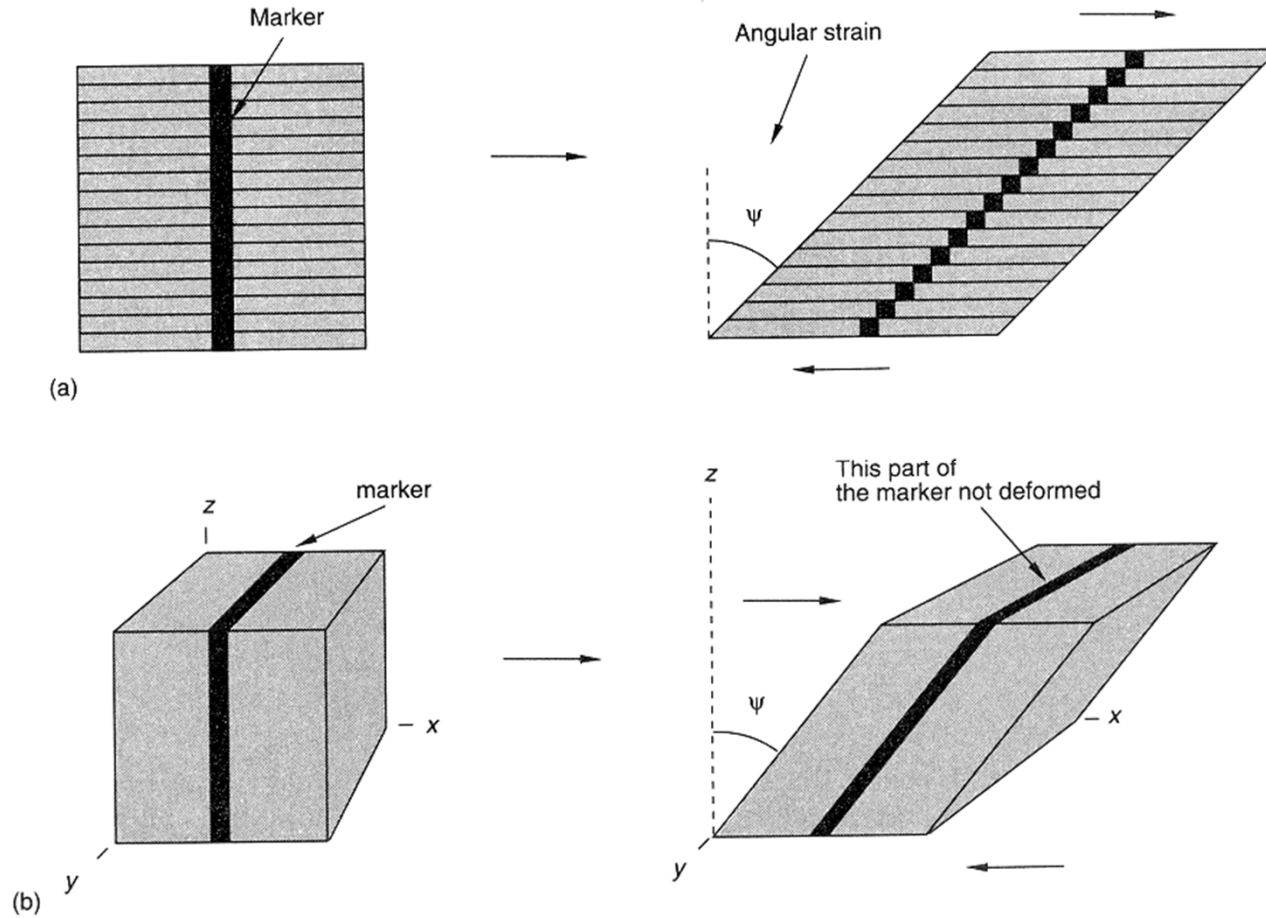 Marker
Angular strain
ψ
(a)
z
marker
x
y
z
This part of
the marker not deformed
ψ
x
y
(b)